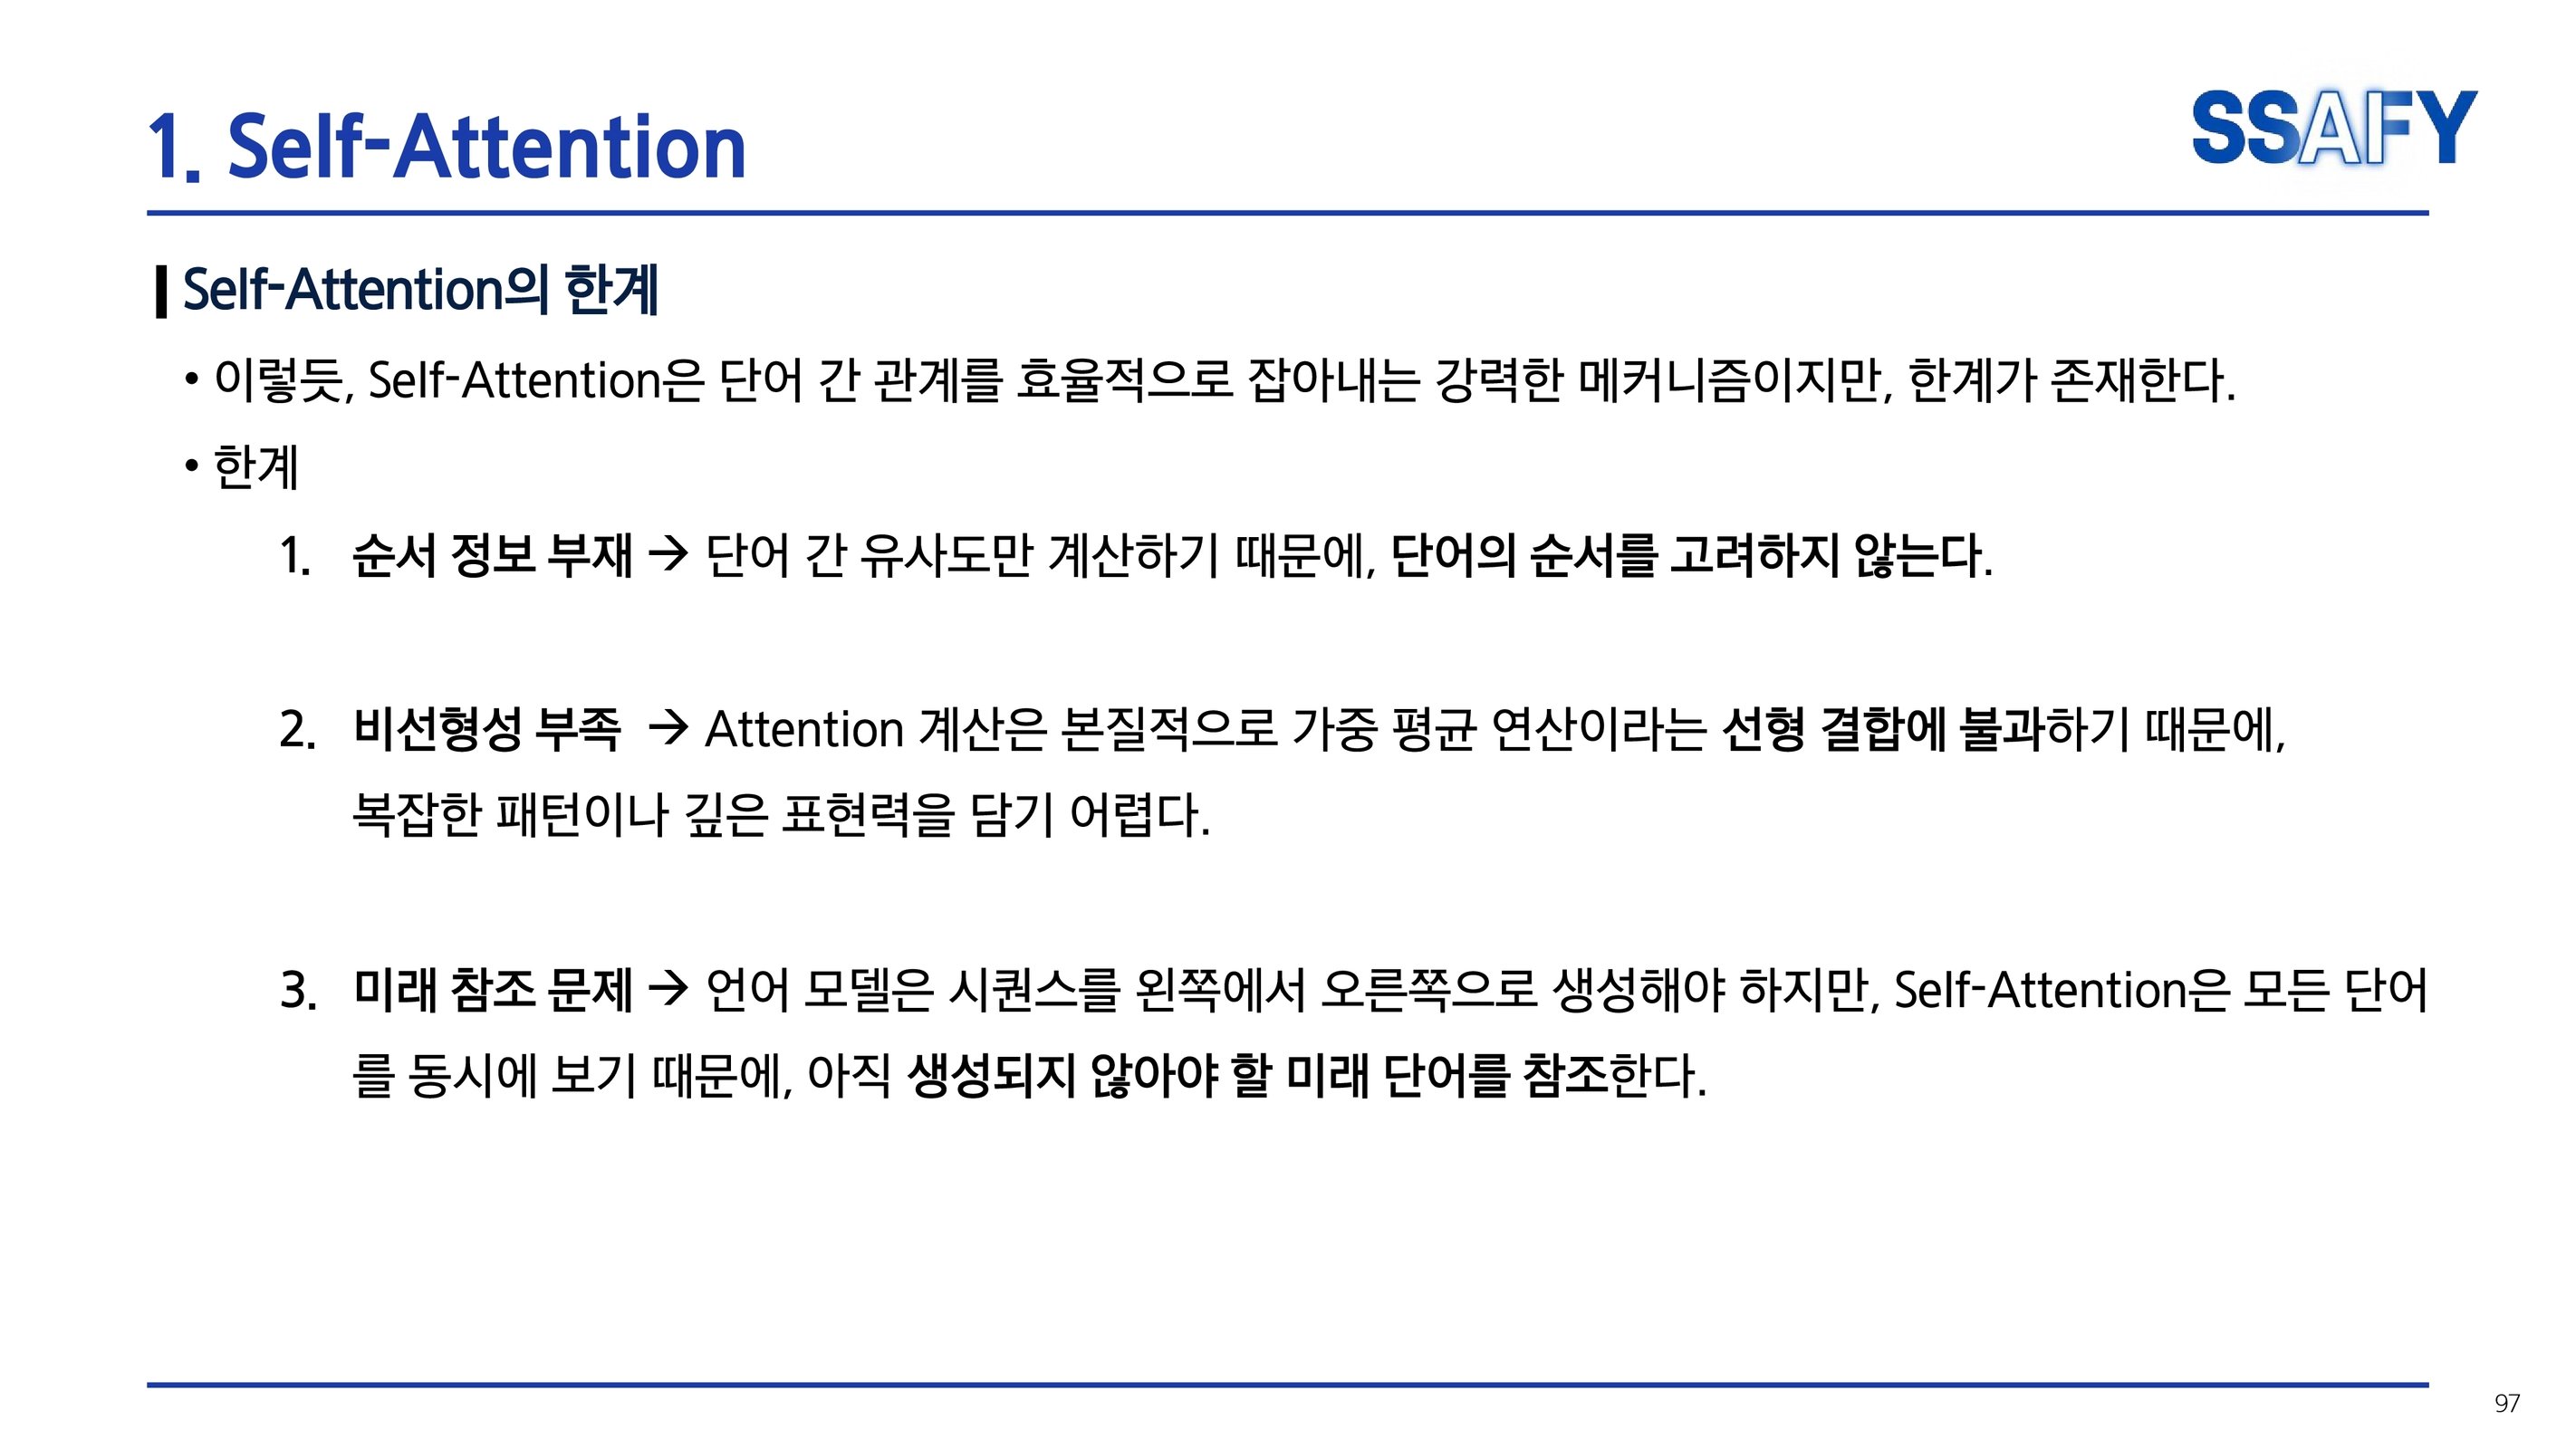 1. Self-Attention
SSAFY
Self-Attention의 한계
• 이렇듯, Self-Attention은 단어 간 관계를 효율적으로 잡아내는 강력한 메커니즘이지만, 한계가 존재한다.
• 한계
1. 순서 정보 부재 → 단어 간 유사도만 계산하기 때문에, 단어의 순서를 고려하지 않는다.
2. 비선형성 부족 → Attention 계산은 본질적으로 가중 평균 연산이라는 선형 결합에 불과하기 때문에,
복잡한 패턴이나 깊은 표현력을 담기 어렵다.
3. 미래 참조 문제 → 언어 모델은 시퀀스를 왼쪽에서 오른쪽으로 생성해야 하지만, Self-Attention은 모든 단어
를 동시에 보기 때문에, 아직 생성되지 않아야 할 미래 단어를 참조한다.
97